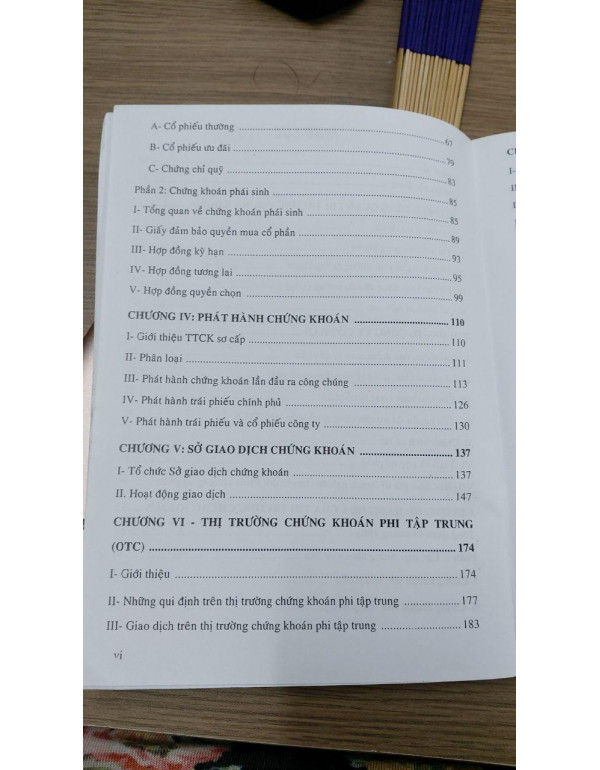 A- Cổ phiếu thường ........ 67
B- Cổ phiếu ưu đãi ........ 79
C- Chứng chỉ quỹ ........ 83
Phần 2: Chứng khoán phái sinh ........ 85
I- Tổng quan về chứng khoán phái sinh ........ 85
II- Giấy đảm bảo quyền mua cổ phần ........ 89
III- Hợp đồng kỳ hạn ........ 93
IV- Hợp đồng tương lai ........ 95
V- Hợp đồng quyền chọn ........ 99
CHƯƠNG IV: PHÁT HÀNH CHỨNG KHOÁN ........ 110
I- Giới thiệu TTCK sơ cấp ........ 110
II- Phân loại ........ 111
III- Phát hành chứng khoán lần đầu ra công chúng ........ 113
IV- Phát hành trái phiếu chính phủ ........ 126
V- Phát hành trái phiếu và cổ phiếu công ty ........ 130
CHƯƠNG V: SỞ GIAO DỊCH CHỨNG KHOÁN ........ 137
I- Tổ chức Sở giao dịch chứng khoán ........ 137
II. Hoạt động giao dịch ........ 147
CHƯƠNG VI - THỊ TRƯỜNG CHỨNG KHOÁN PHI TẬP TRUNG
(OTC) ........ 174
I- Giới thiệu ........ 174
II- Những qui định trên thị trường chứng khoán phi tập trung ........ 177
III- Giao dịch trên thị trường chứng khoán phi tập trung ........ 183
vi